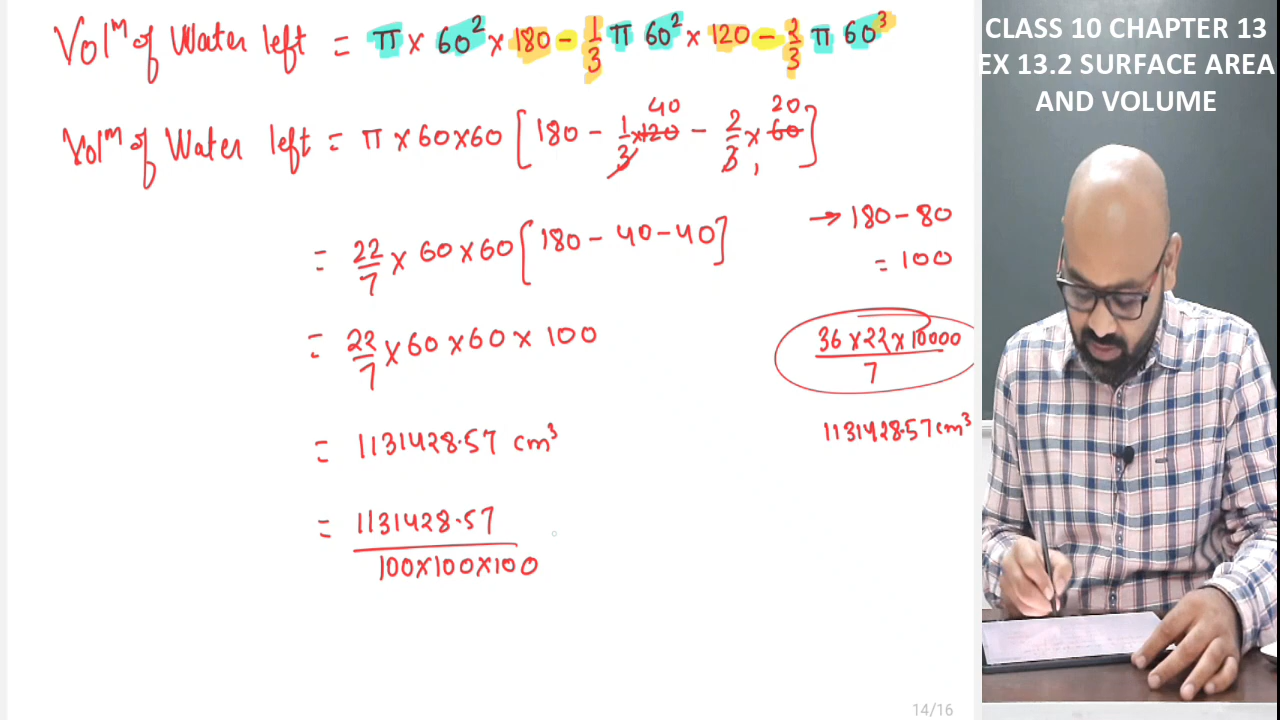 Volᵐ of Water left = π × 60² × 180 − 1/3 π 60² × 120 − 2/3 π 60³
Volᵐ of Water left = π × 60×60 [180 − 1/3 × 120 40 − 2/3 × 60 20]
= 22/7 × 60 × 60 [180 − 40 − 40]
→ 180 − 80
= 100
= 22/7 × 60 × 60 × 100
36 × 22 × 10000 / 7
= 1131428.57 cm³
1131428.57 cm³
= 1131428.57 / 100×100×100
14/16
CLASS 10 CHAPTER 13
EX 13.2 SURFACE AREA
AND VOLUME